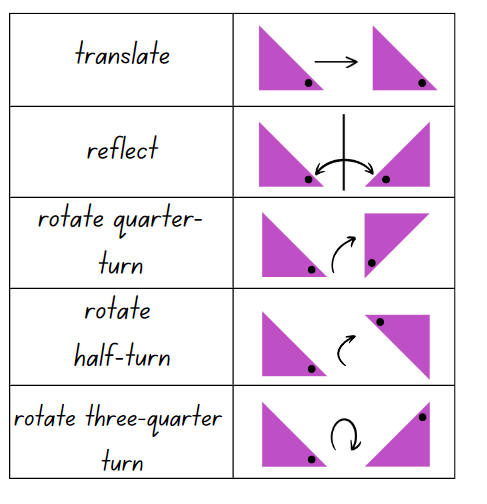 translate
reflect
rotate quarter-
turn
rotate
half-turn
rotate three-quarter
turn